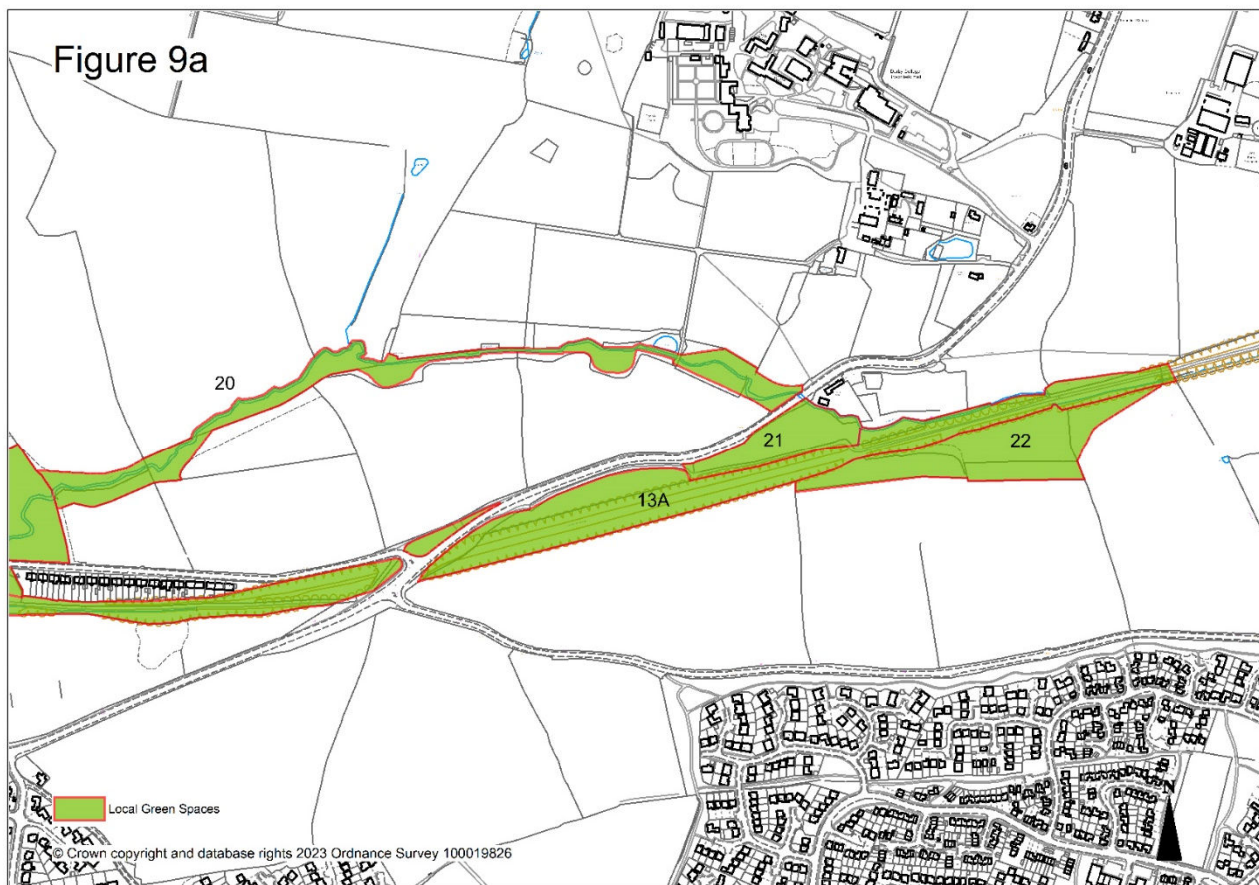 Figure 9a
20
21
22
13A
Local Green Spaces
© Crown copyright and database rights 2023 Ordnance Survey 100019826